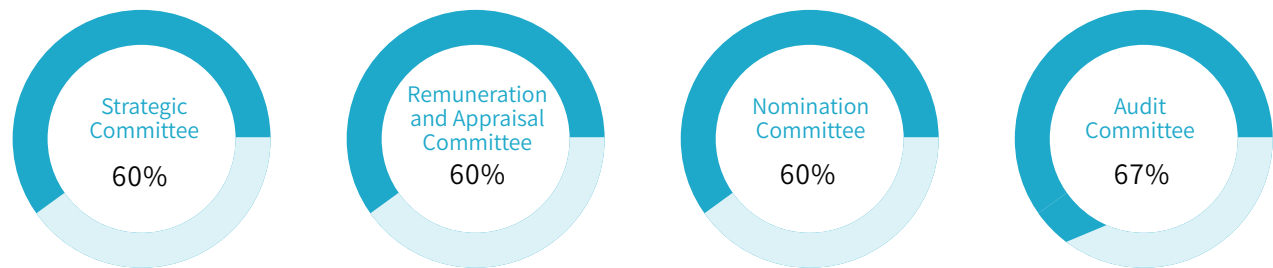 Strategic
Committee
60%
Remuneration
and Appraisal
Committee
60%
Nomination
Committee
60%
Audit
Committee
67%